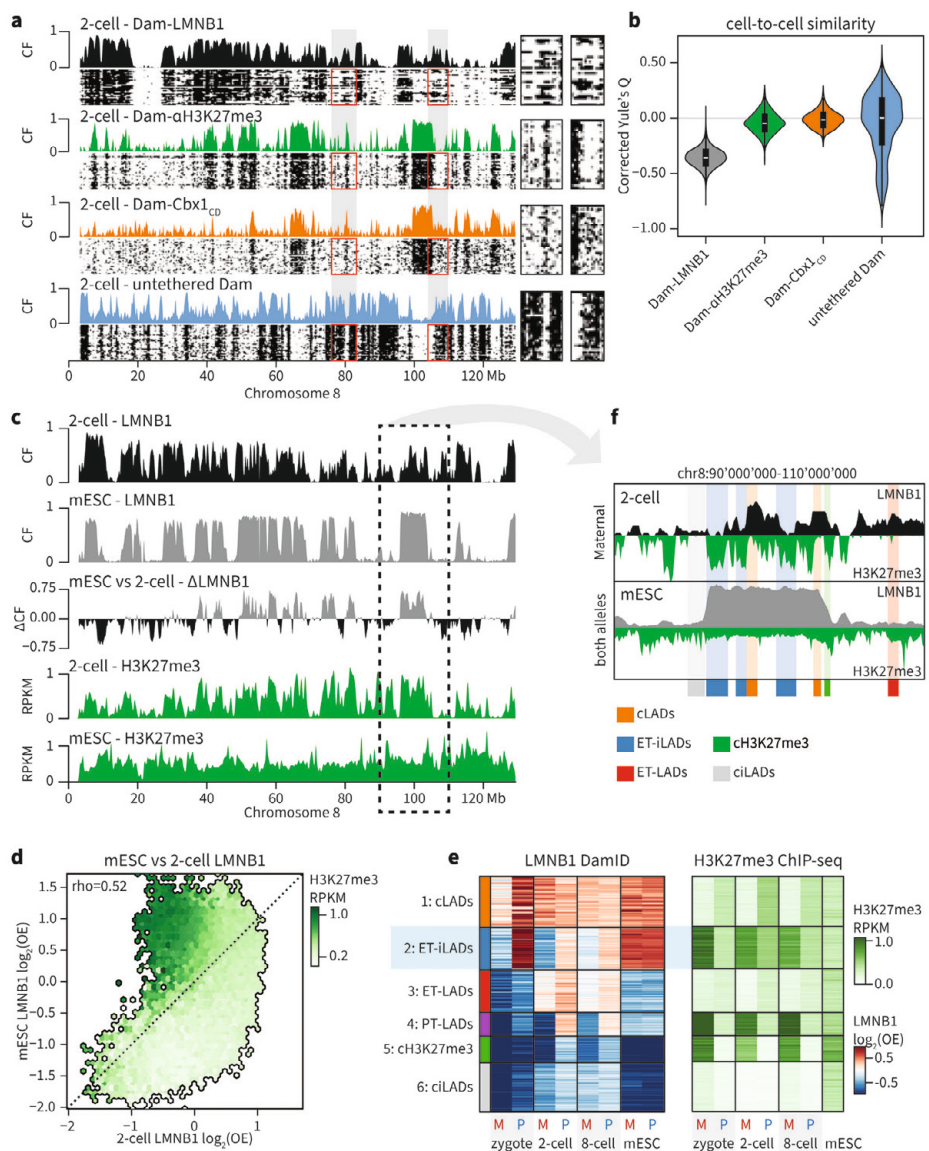 a
2-cell - Dam-LMNB1
1
CF
0
2-cell - Dam-αH3K27me3
1
CF
0
2-cell - Dam-Cbx1CD
1
CF
0
2-cell - untethered Dam
1
CF
0
0 20 40 60 80 100 120 Mb
Chromosome 8
b
cell-to-cell similarity
Corrected Yule's Q
0.50
0.00
−0.50
−1.00
Dam-LMNB1
Dam-αH3K27me3
Dam-Cbx1CD
untethered Dam
c
2-cell - LMNB1
1
CF
0
mESC - LMNB1
1
CF
0
mESC vs 2-cell - ΔLMNB1
0.75
ΔCF
0.00
−0.75
2-cell - H3K27me3
1
RPKM
0
mESC - H3K27me3
1
RPKM
0
0 20 40 60 80 100 120 Mb
Chromosome 8
f
chr8:90'000'000-110'000'000
2-cell
LMNB1
Maternal
H3K27me3
mESC
LMNB1
both alleles
H3K27me3
cLADs
ET-iLADs
cH3K27me3
ET-LADs
ciLADs
d
mESC vs 2-cell LMNB1
rho=0.52
H3K27me3
RPKM
1.0
0.2
mESC LMNB1 log2(OE)
1.5
1.0
0.5
0.0
-0.5
-1.0
-1.5
-2.0
−2 −1 0 1
2-cell LMNB1 log2(OE)
e
LMNB1 DamID
H3K27me3 ChIP-seq
1: cLADs
2: ET-iLADs
3: ET-LADs
4: PT-LADs
5: cH3K27me3
6: ciLADs
M P M P M P
zygote 2-cell 8-cell mESC
M P M P M P
zygote 2-cell 8-cell mESC
H3K27me3
RPKM
1.0
0.0
LMNB1
log2(OE)
0.5
-0.5